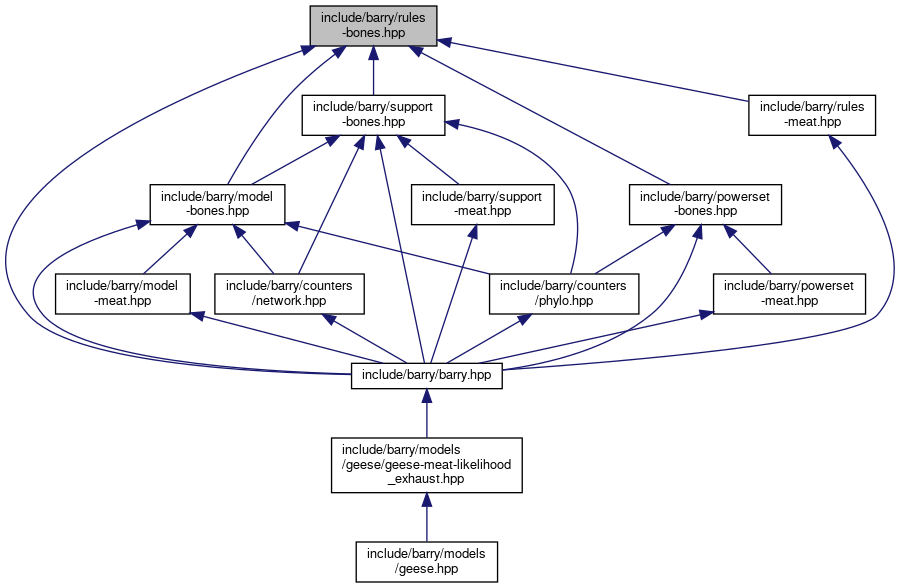 include/barry/rules
-bones.hpp
include/barry/support
-bones.hpp
include/barry/rules
-meat.hpp
include/barry/model
-bones.hpp
include/barry/support
-meat.hpp
include/barry/powerset
-bones.hpp
include/barry/model
-meat.hpp
include/barry/counters
/network.hpp
include/barry/counters
/phylo.hpp
include/barry/powerset
-meat.hpp
include/barry/barry.hpp
include/barry/models
/geese/geese-meat-likelihood
_exhaust.hpp
include/barry/models
/geese.hpp